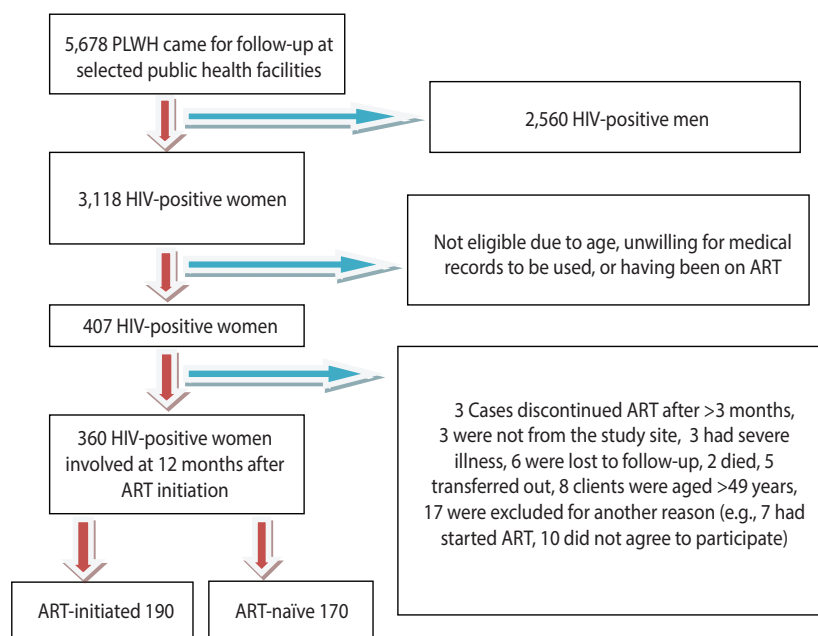 5,678 PLWH came for follow-up at
selected public health facilities
2,560 HIV-positive men
3,118 HIV-positive women
Not eligible due to age, unwilling for medical
records to be used, or having been on ART
407 HIV-positive women
3 Cases discontinued ART after >3 months,
3 were not from the study site, 3 had severe
illness, 6 were lost to follow-up, 2 died, 5
transferred out, 8 clients were aged >49 years,
17 were excluded for another reason (e.g., 7 had
started ART, 10 did not agree to participate)
360 HIV-positive women
involved at 12 months after
ART initiation
ART-initiated 190
ART-naïve 170